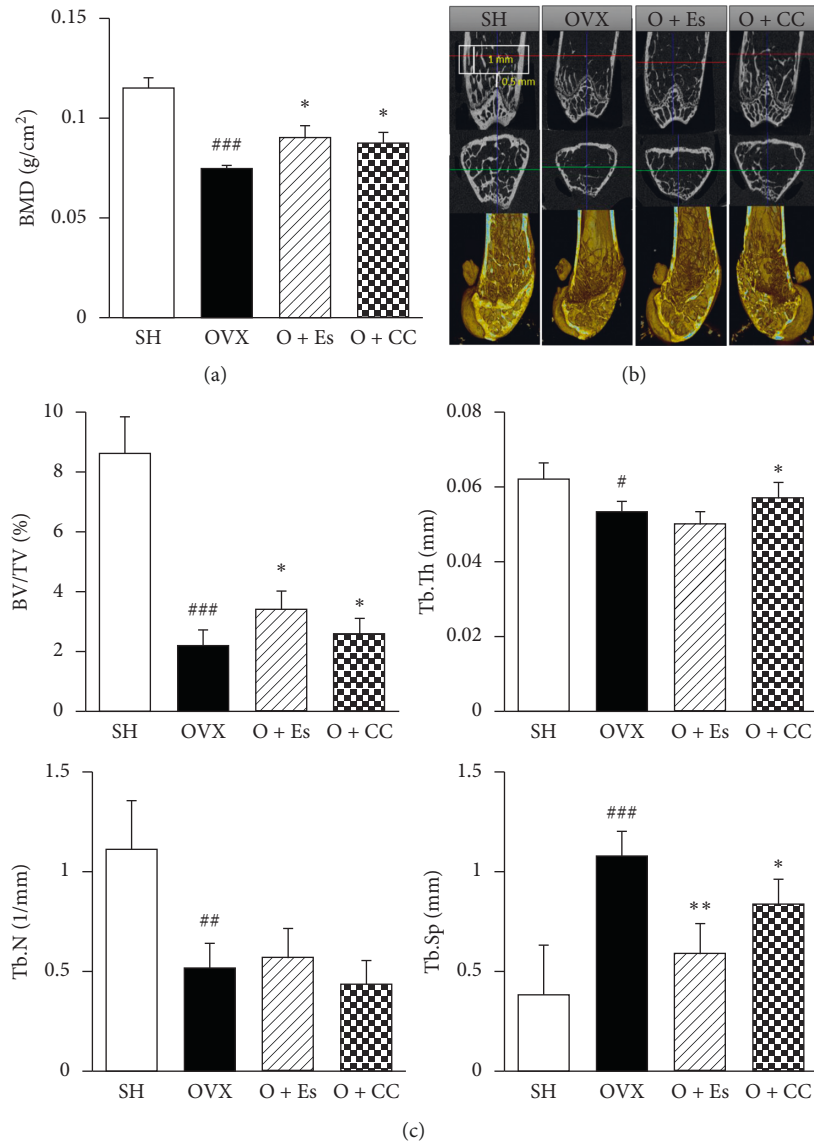 0.15
0.1
0.05
0
BMD (g/cm²)
###
*
*
SH OVX O + Es O + CC
(a)
SH OVX O + Es O + CC
1 mm
0.5 mm
(b)
10
8
6
4
2
0
BV/TV (%)
###
*
*
SH OVX O + Es O + CC
0.08
0.06
0.04
0.02
0
Tb.Th (mm)
#
*
SH OVX O + Es O + CC
1.5
1
0.5
0
Tb.N (1/mm)
##
SH OVX O + Es O + CC
1.5
1
0.5
0
Tb.Sp (mm)
###
**
*
SH OVX O + Es O + CC
(c)